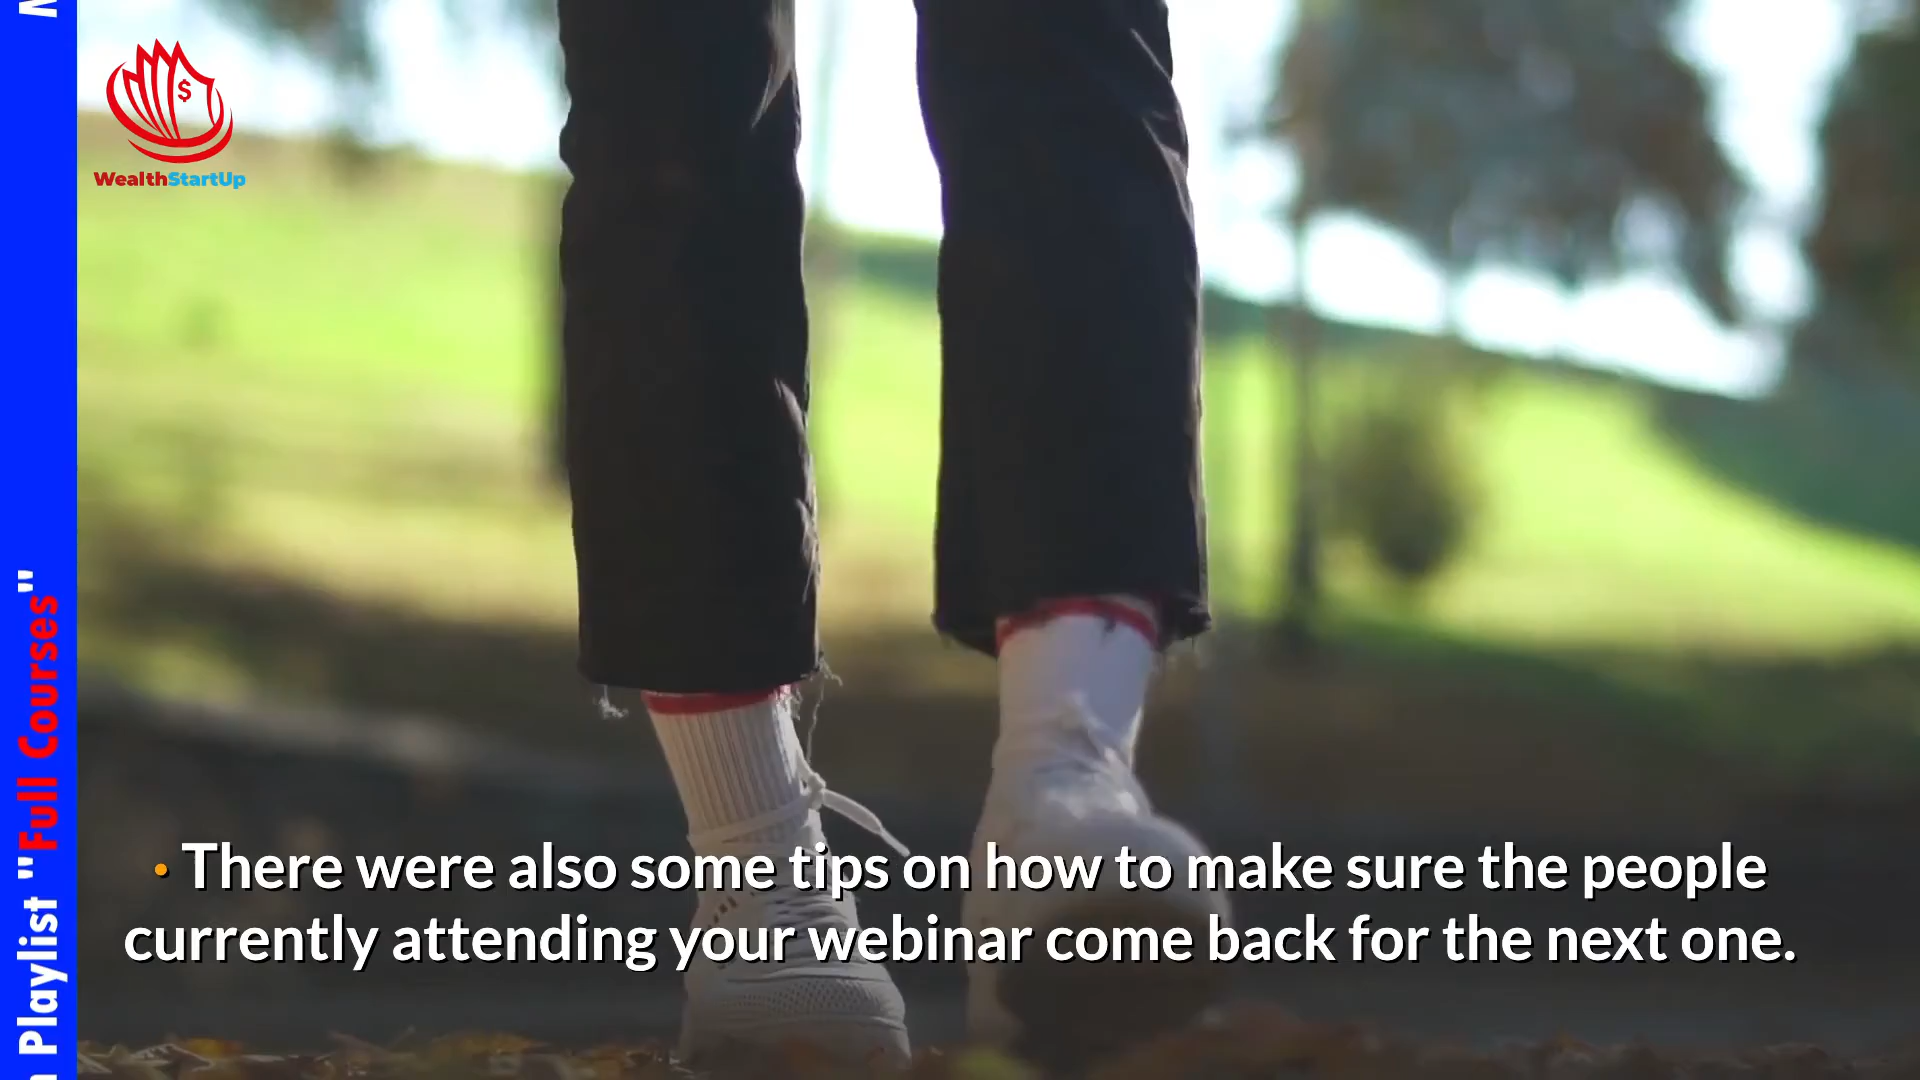 $
WealthStartUp
Playlist "Full Courses"
• There were also some tips on how to make sure the people
currently attending your webinar come back for the next one.